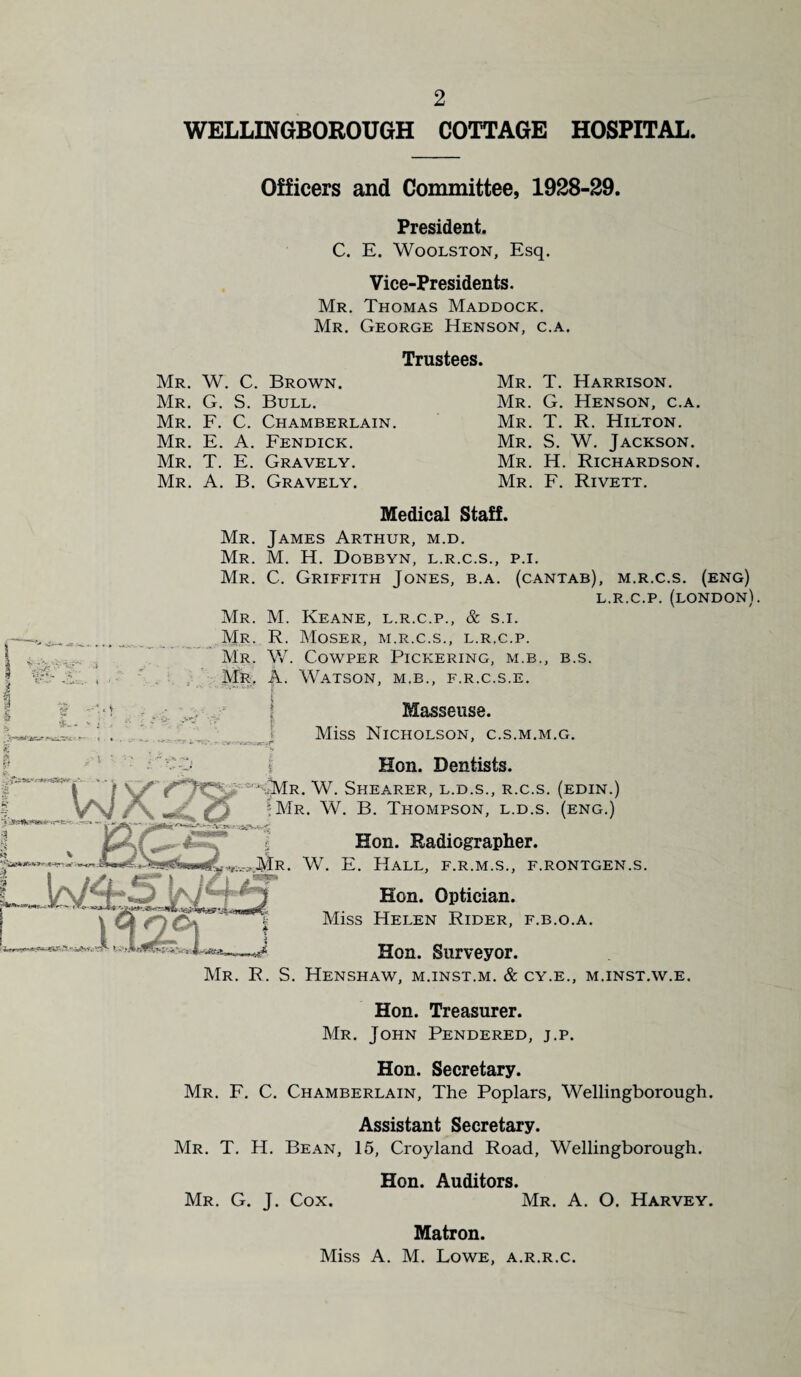 2
WELLINGBOROUGH COTTAGE HOSPITAL.
Officers and Committee, 1928-29.
President.
C. E. Woolston, Esq.
Vice-Presidents.
Mr. Thomas Maddock.
Mr. George Henson, c.a.
Trustees.
Mr. W. C. Brown. Mr. T. Harrison.
Mr. G. S. Bull. Mr. G. Henson, c.a.
Mr. F. C. Chamberlain. Mr. T. R. Hilton.
Mr. E. A. Fendick. Mr. S. W. Jackson.
Mr. T. E. Gravely. Mr. H. Richardson.
Mr. A. B. Gravely. Mr. F. Rivett.
Medical Staff.
Mr. James Arthur, m.d.
Mr. M. H. Dobbyn, l.r.c.s., p.i.
Mr. C. Griffith Jones, b.a. (cantab), m.r.c.s. (eng)
l.r.c.p. (london).
Mr. M. Keane, l.r.c.p., & s.i.
Mr. R. Moser, m.r.c.s., l.r.c.p.
Mr. W. Cowper Pickering, m.b., b.s.
Mr. A. Watson, m.b., f.r.c.s.e.
Masseuse.
Miss Nicholson, c.s.m.m.g.
Hon. Dentists.
Mr. W. Shearer, l.d.s., r.c.s. (edin.)
Mr. W. B. Thompson, l.d.s. (eng.)
Hon. Radiographer.
Mr. W. E. Hall, f.r.m.s., f.rontgen.s.
Hon. Optician.
Miss Helen Rider, f.b.o.a.
Hon. Surveyor.
Mr. R. S. Henshaw, m.inst.m. & cy.e., m.inst.w.e.
Hon. Treasurer.
Mr. John Pendered, j.p.
Hon. Secretary.
Mr. F. C. Chamberlain, The Poplars, Wellingborough.
Assistant Secretary.
Mr. T. H. Bean, 15, Croyland Road, Wellingborough.
Hon. Auditors.
Mr. G. J. Cox. Mr. A. O. Harvey.
Matron.
Miss A. M. Lowe, a.r.r.c.
WX28
BG5
W45W45
1929